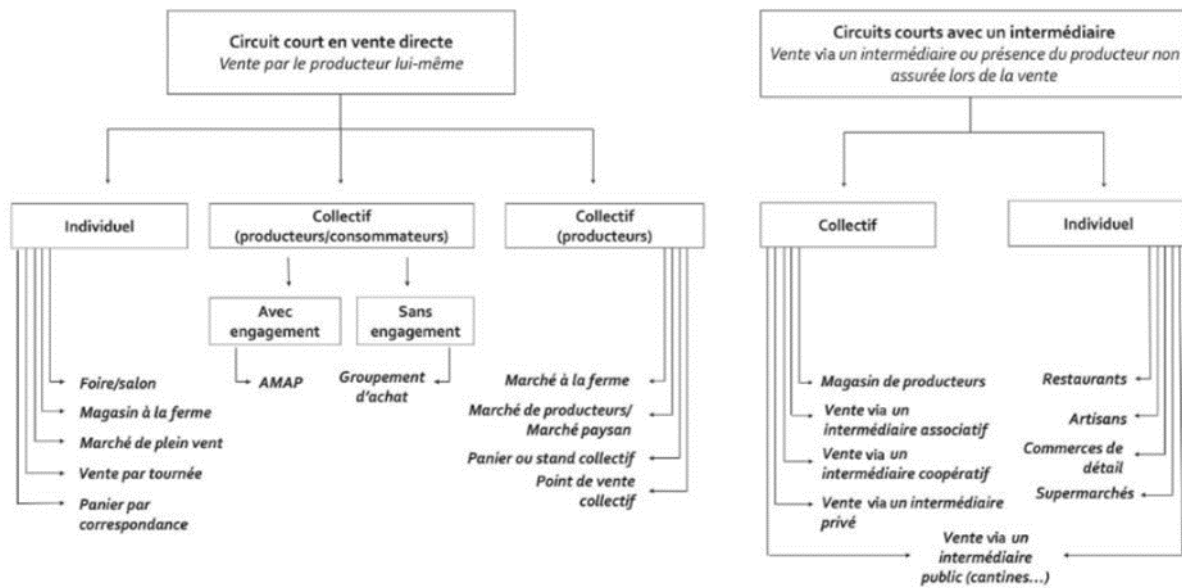 Circuit court en vente directe
Vente par le producteur lui-même
Individuel
Collectif
(producteurs/consommateurs)
Collectif
(producteurs)
Avec
engagement
Sans
engagement
Foire/salon
Magasin à la ferme
Marché de plein vent
Vente par tournée
Panier par
correspondance
AMAP
Groupement
d'achat
Marché à la ferme
Marché de producteurs/
Marché paysan
Panier ou stand collectif
Point de vente
collectif
Circuits courts avec un intermédiaire
Vente via un intermédiaire ou présence du producteur non
assurée lors de la vente
Collectif
Individuel
Magasin de producteurs
Vente via un
intermédiaire associatif
Vente via un
intermédiaire coopératif
Vente via un intermédiaire
privé
Restaurants
Artisans
Commerces de
détail
Supermarchés
Vente via un
intermédiaire
public (cantines...)